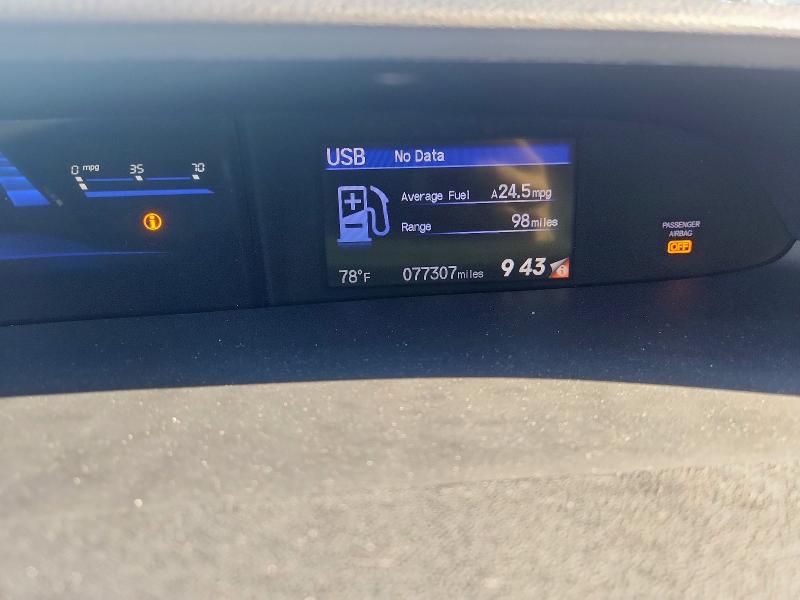 0 mpg 35 70
USB No Data
Average Fuel A24.5mpg
Range 98miles
78°F 077307miles 9 43
PASSENGER
AIRBAG
OFF